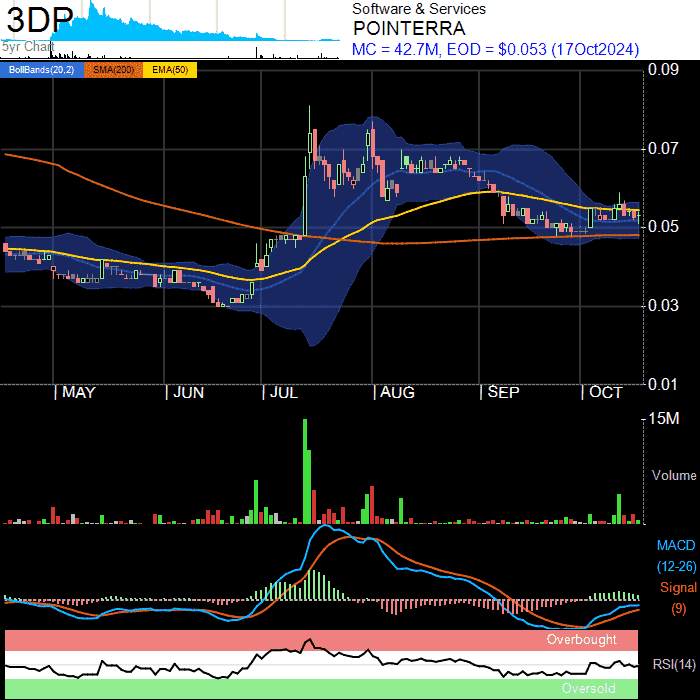 3DP
5yr Chart
Software & Services
POINTERRA
MC = 42.7M, EOD = $0.053 (17Oct2024)
BollBands(20,2) SMA(200) EMA(50)
0.09
0.07
0.05
0.03
0.01
MAY JUN JUL AUG SEP OCT
15M
Volume
MACD
(12-26)
Signal
(9)
Overbought
RSI(14)
Oversold